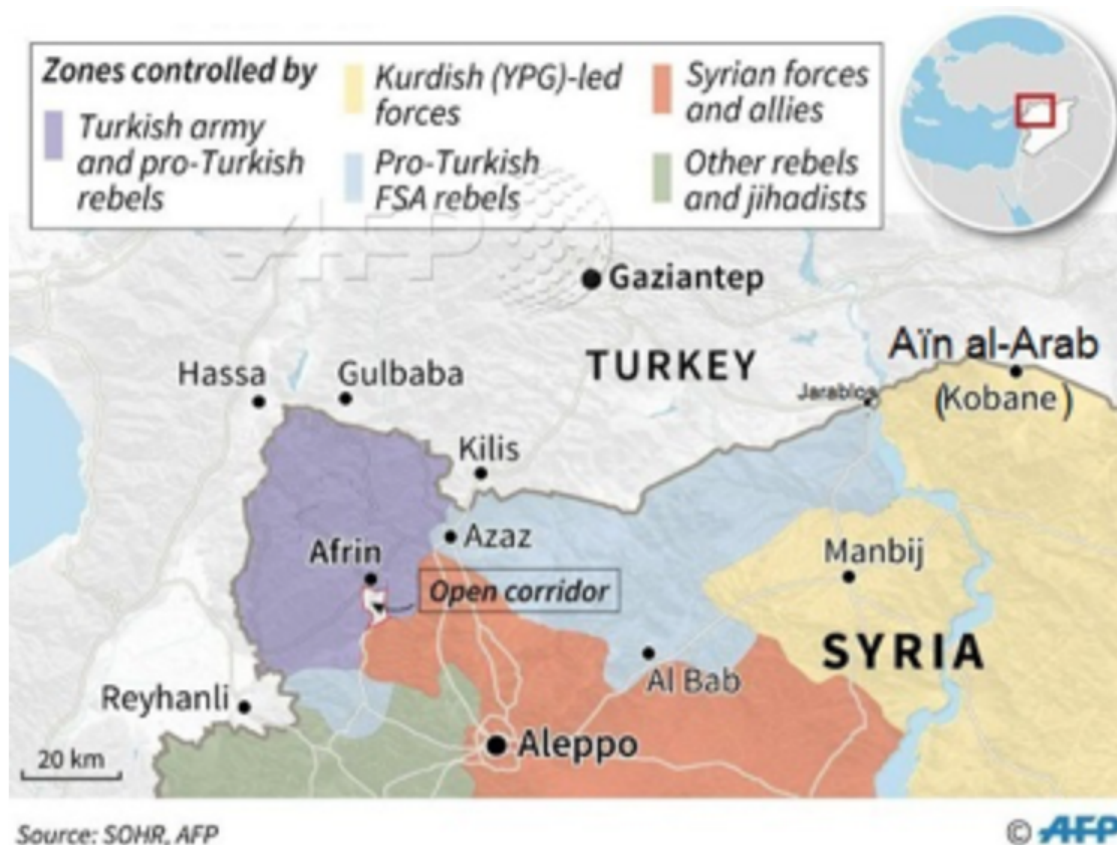 Zones controlled by
Turkish army
and pro-Turkish
rebels
Kurdish (YPG)-led
forces
Pro-Turkish
FSA rebels
Syrian forces
and allies
Other rebels
and jihadists
AFP
Gaziantep
TURKEY
Aïn al-Arab
(Kobane)
Hassa
Gulbaba
Jarablos
Kilis
Azaz
Afrin
Open corridor
Manbij
SYRIA
Al Bab
Reyhanli
Aleppo
20 km
Source: SOHR, AFP
© AFP